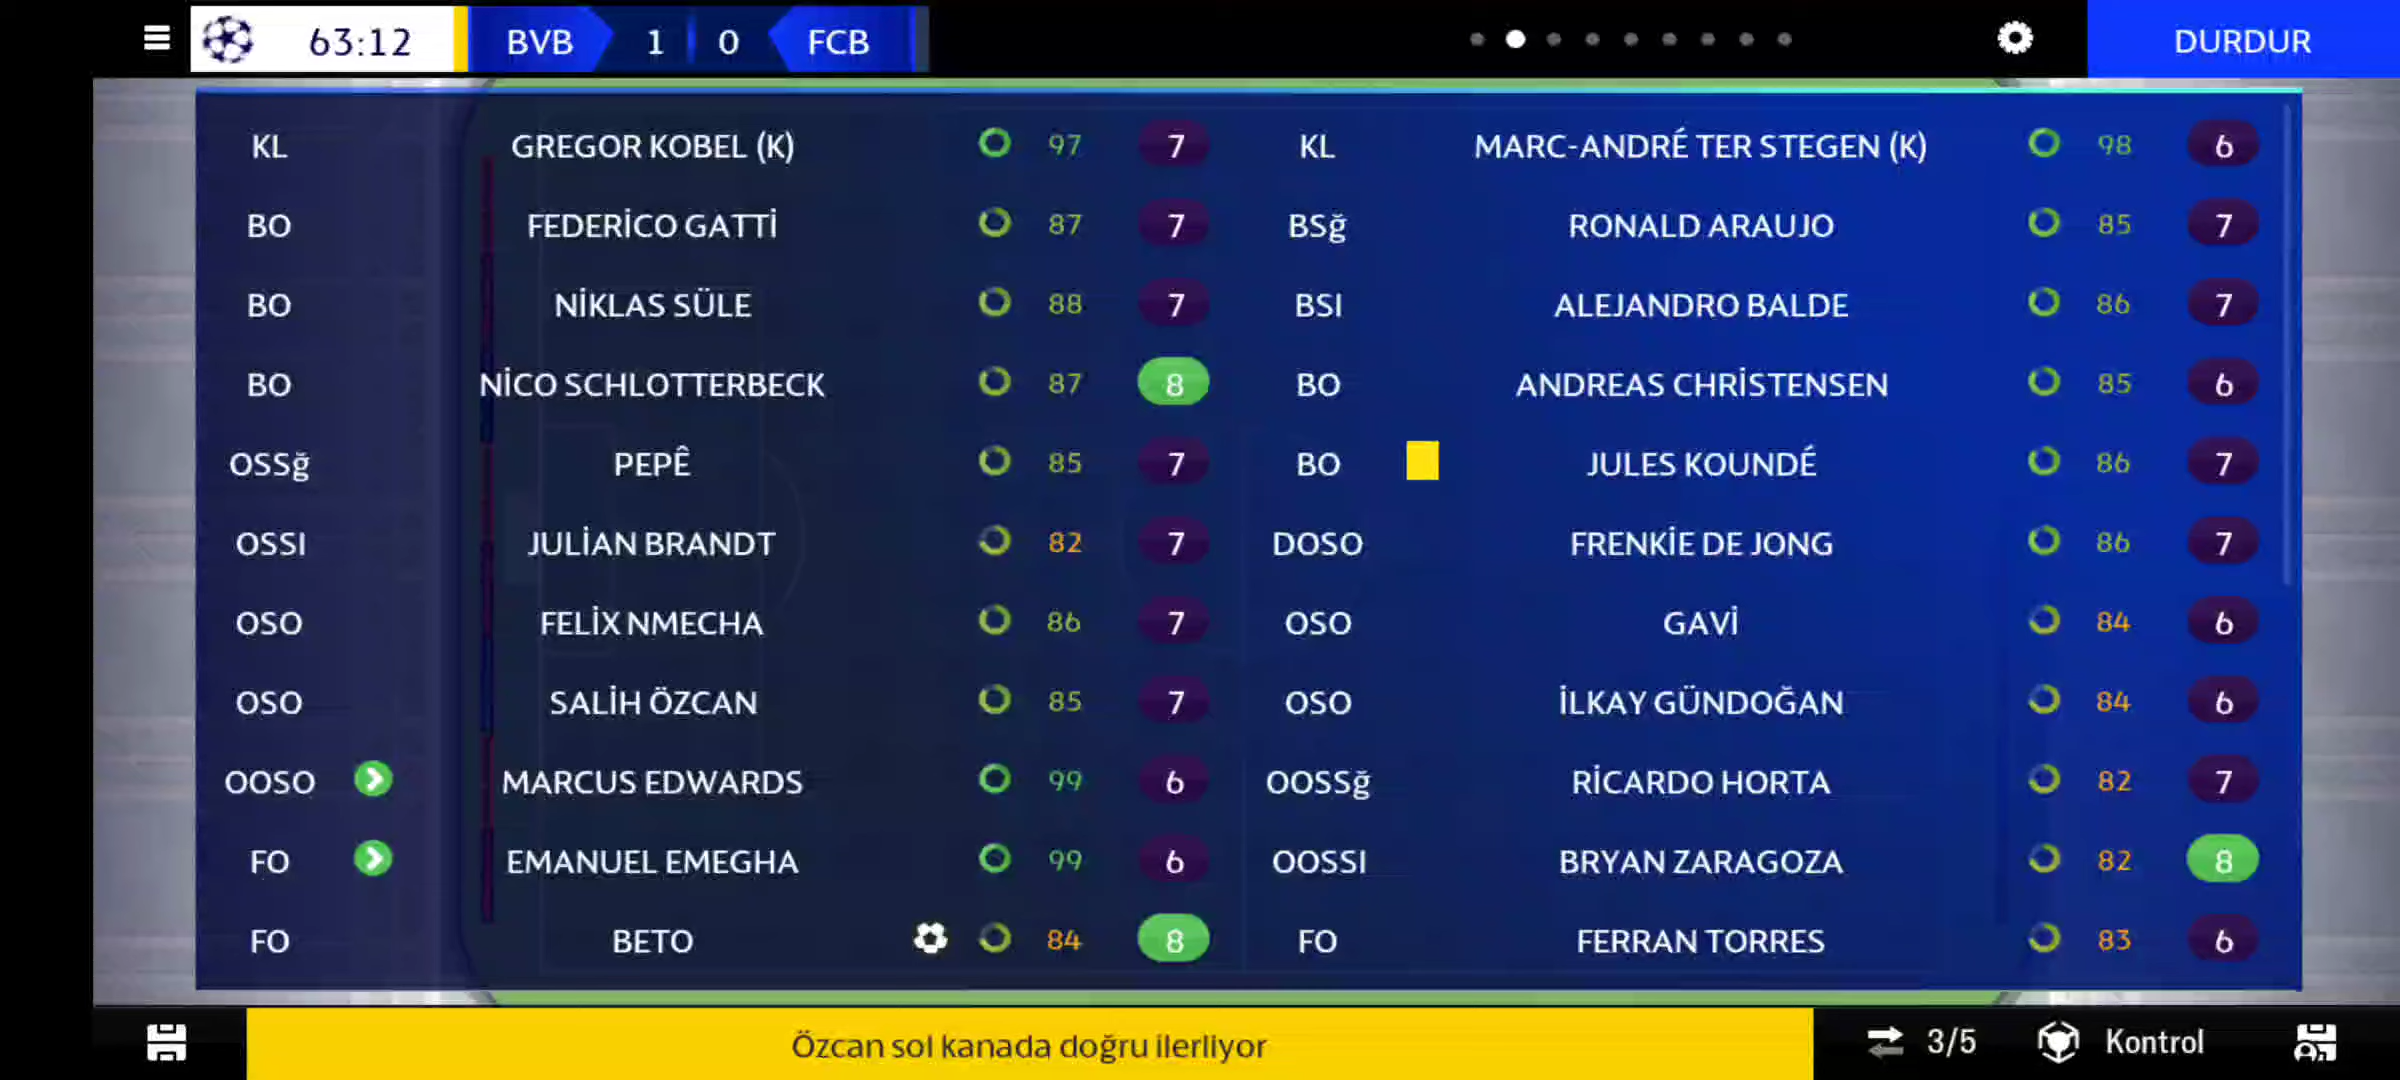 63:12 BVB 1 0 FCB DURDUR
KL GREGOR KOBEL (K) 97 7 KL MARC-ANDRÉ TER STEGEN (K) 98 6
BO FEDERİCO GATTİ 87 7 BSğ RONALD ARAUJO 85 7
BO NİKLAS SÜLE 88 7 BSI ALEJANDRO BALDE 86 7
BO NİCO SCHLOTTERBECK 87 8 BO ANDREAS CHRİSTENSEN 85 6
OSSğ PEPÊ 85 7 BO JULES KOUNDÉ 86 7
OSSI JULİAN BRANDT 82 7 DOSO FRENKİE DE JONG 86 7
OSO FELİX NMECHA 86 7 OSO GAVİ 84 6
OSO SALİH ÖZCAN 85 7 OSO İLKAY GÜNDOĞAN 84 6
OOSO MARCUS EDWARDS 99 6 OOSSğ RİCARDO HORTA 82 7
FO EMANUEL EMEGHA 99 6 OOSSI BRYAN ZARAGOZA 82 8
FO BETO 84 8 FO FERRAN TORRES 83 6
Özcan sol kanada doğru ilerliyor 3/5 Kontrol